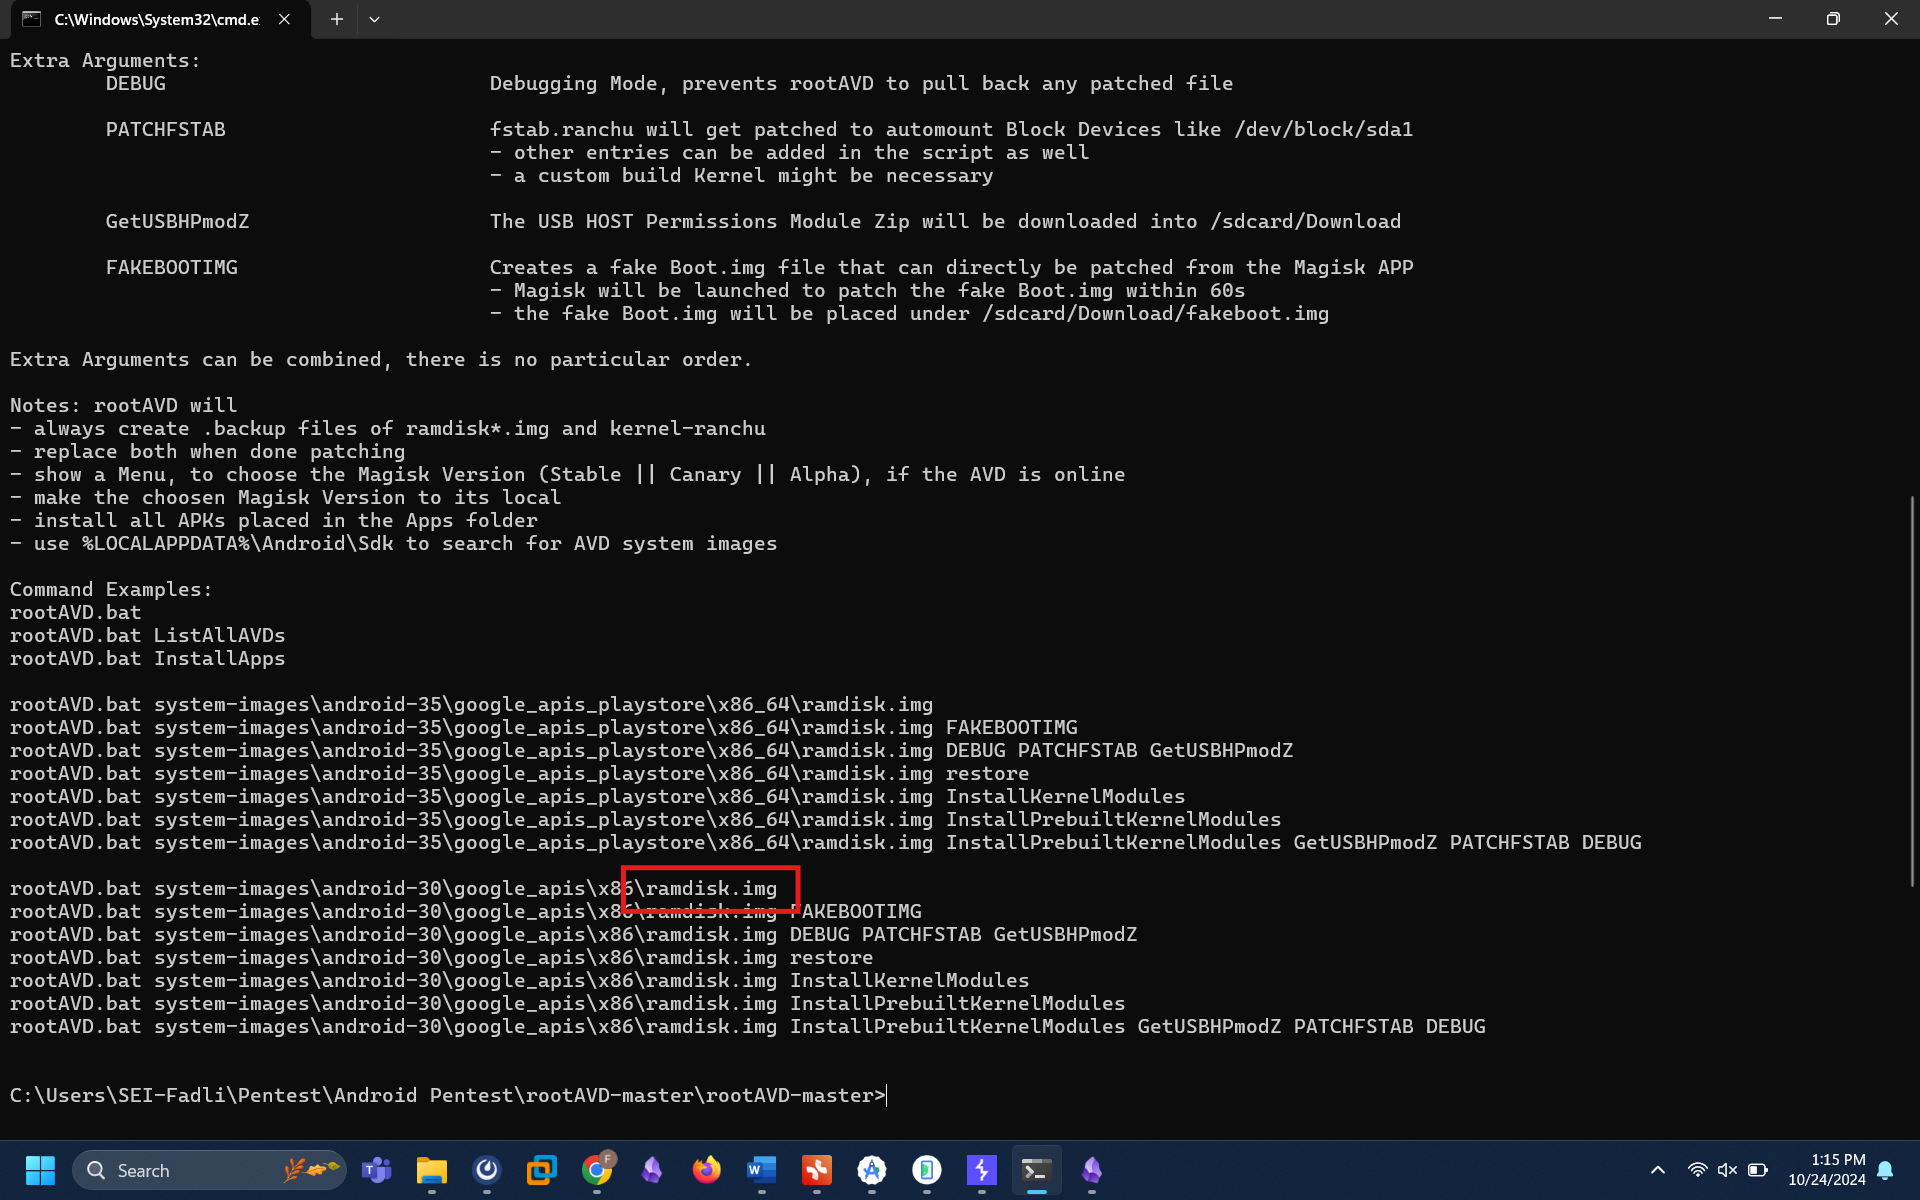 C:\Windows\System32\cmd.e
Extra Arguments:
DEBUG Debugging Mode, prevents rootAVD to pull back any patched file
PATCHFSTAB fstab.ranchu will get patched to automount Block Devices like /dev/block/sda1
- other entries can be added in the script as well
- a custom build Kernel might be necessary
GetUSBHPmodZ The USB HOST Permissions Module Zip will be downloaded into /sdcard/Download
FAKEBOOTIMG Creates a fake Boot.img file that can directly be patched from the Magisk APP
- Magisk will be launched to patch the fake Boot.img within 60s
- the fake Boot.img will be placed under /sdcard/Download/fakeboot.img
Extra Arguments can be combined, there is no particular order.
Notes: rootAVD will
- always create .backup files of ramdisk*.img and kernel-ranchu
- replace both when done patching
- show a Menu, to choose the Magisk Version (Stable || Canary || Alpha), if the AVD is online
- make the choosen Magisk Version to its local
- install all APKs placed in the Apps folder
- use %LOCALAPPDATA%\Android\Sdk to search for AVD system images
Command Examples:
rootAVD.bat
rootAVD.bat ListAllAVDs
rootAVD.bat InstallApps
rootAVD.bat system-images\android-35\google_apis_playstore\x86_64\ramdisk.img
rootAVD.bat system-images\android-35\google_apis_playstore\x86_64\ramdisk.img FAKEBOOTIMG
rootAVD.bat system-images\android-35\google_apis_playstore\x86_64\ramdisk.img DEBUG PATCHFSTAB GetUSBHPmodZ
rootAVD.bat system-images\android-35\google_apis_playstore\x86_64\ramdisk.img restore
rootAVD.bat system-images\android-35\google_apis_playstore\x86_64\ramdisk.img InstallKernelModules
rootAVD.bat system-images\android-35\google_apis_playstore\x86_64\ramdisk.img InstallPrebuiltKernelModules
rootAVD.bat system-images\android-35\google_apis_playstore\x86_64\ramdisk.img InstallPrebuiltKernelModules GetUSBHPmodZ PATCHFSTAB DEBUG
rootAVD.bat system-images\android-30\google_apis\x86\ramdisk.img
rootAVD.bat system-images\android-30\google_apis\x86\ramdisk.img FAKEBOOTIMG
rootAVD.bat system-images\android-30\google_apis\x86\ramdisk.img DEBUG PATCHFSTAB GetUSBHPmodZ
rootAVD.bat system-images\android-30\google_apis\x86\ramdisk.img restore
rootAVD.bat system-images\android-30\google_apis\x86\ramdisk.img InstallKernelModules
rootAVD.bat system-images\android-30\google_apis\x86\ramdisk.img InstallPrebuiltKernelModules
rootAVD.bat system-images\android-30\google_apis\x86\ramdisk.img InstallPrebuiltKernelModules GetUSBHPmodZ PATCHFSTAB DEBUG
C:\Users\SEI-Fadli\Pentest\Android Pentest\rootAVD-master\rootAVD-master>
Search
1:15 PM
10/24/2024